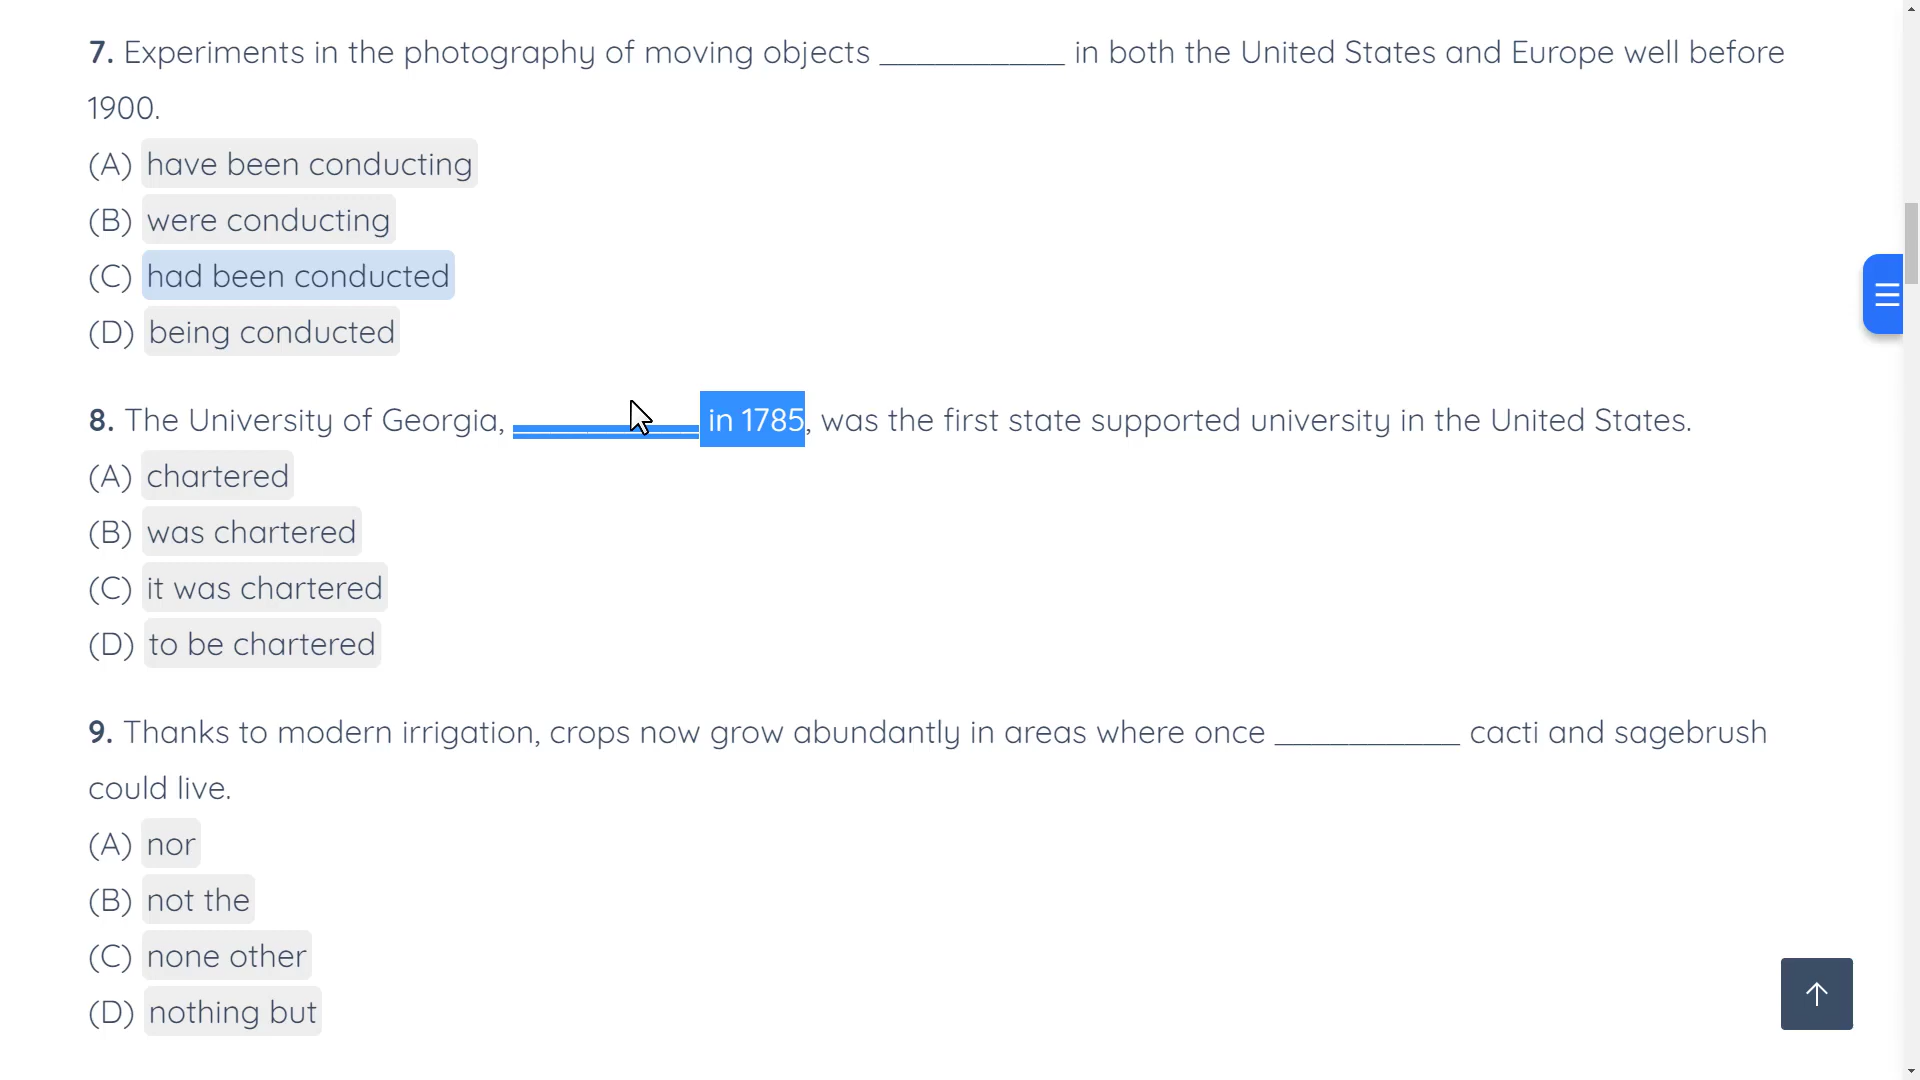 7. Experiments in the photography of moving objects ____________ in both the United States and Europe well before
1900.
(A) have been conducting
(B) were conducting
(C) had been conducted
(D) being conducted
8. The University of Georgia, ____________ in 1785, was the first state supported university in the United States.
(A) chartered
(B) was chartered
(C) it was chartered
(D) to be chartered
9. Thanks to modern irrigation, crops now grow abundantly in areas where once ____________ cacti and sagebrush
could live.
(A) nor
(B) not the
(C) none other
(D) nothing but